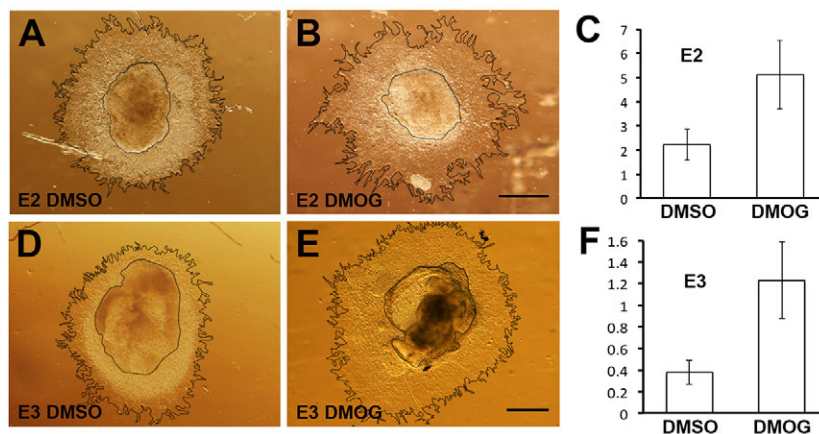 A
E2 DMSO
B
E2 DMOG
C
E2
7
6
5
4
3
2
1
0
DMSO DMOG
D
E3 DMSO
E
E3 DMOG
F
E3
1.6
1.4
1.2
1
0.8
0.6
0.4
0.2
0
DMSO DMOG